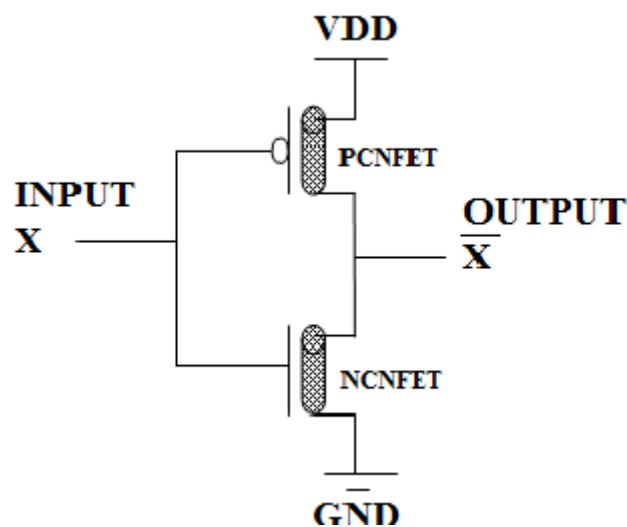 VDD
PCNFET
INPUT
X
OUTPUT
X̅
NCNFET
GND